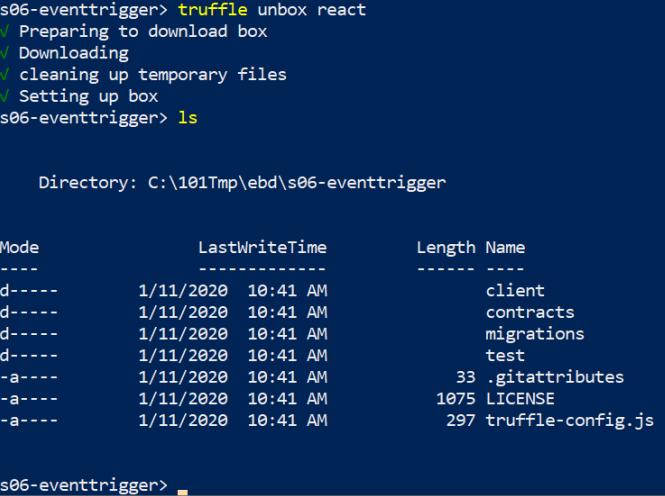 s06-eventtrigger> truffle unbox react
√ Preparing to download box
√ Downloading
√ cleaning up temporary files
√ Setting up box
s06-eventtrigger> ls
Directory: C:\101Tmp\ebd\s06-eventtrigger
Mode LastWriteTime Length Name
---- ------------- ------ ----
d----- 1/11/2020 10:41 AM client
d----- 1/11/2020 10:41 AM contracts
d----- 1/11/2020 10:41 AM migrations
d----- 1/11/2020 10:41 AM test
-a---- 1/11/2020 10:41 AM 33 .gitattributes
-a---- 1/11/2020 10:41 AM 1075 LICENSE
-a---- 1/11/2020 10:41 AM 297 truffle-config.js
s06-eventtrigger>